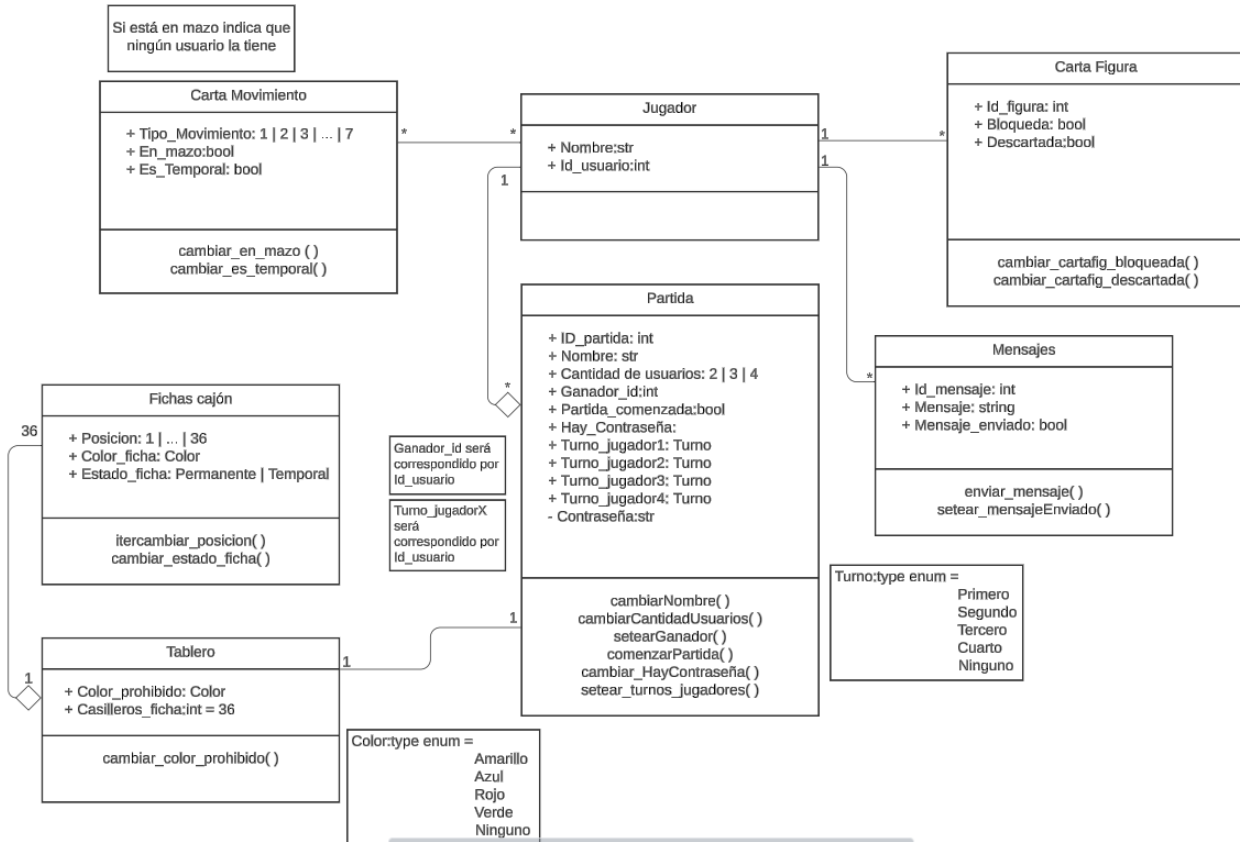 Si está en mazo indica que
ningún usuario la tiene
Carta Movimiento
+ Tipo_Movimiento: 1 | 2 | 3 | ... | 7
+ En_mazo:bool
+ Es_Temporal: bool
cambiar_en_mazo ( )
cambiar_es_temporal( )
*
*
Jugador
+ Nombre:str
+ Id_usuario:int
1
1
1
*
Carta Figura
+ Id_figura: int
+ Bloqueda: bool
+ Descartada:bool
cambiar_cartafig_bloqueada( )
cambiar_cartafig_descartada( )
Partida
+ ID_partida: int
+ Nombre: str
+ Cantidad de usuarios: 2 | 3 | 4
+ Ganador_id:int
+ Partida_comenzada:bool
+ Hay_Contraseña:
+ Turno_jugador1: Turno
+ Turno_jugador2: Turno
+ Turno_jugador3: Turno
+ Turno_jugador4: Turno
- Contraseña:str
cambiarNombre( )
cambiarCantidadUsuarios( )
setearGanador( )
comenzarPartida( )
cambiar_HayContraseña( )
setear_turnos_jugadores( )
*
*
Mensajes
+ Id_mensaje: int
+ Mensaje: string
+ Mensaje_enviado: bool
enviar_mensaje( )
setear_mensajeEnviado( )
Fichas cajón
+ Posicion: 1 | ... | 36
+ Color_ficha: Color
+ Estado_ficha: Permanente | Temporal
itercambiar_posicion( )
cambiar_estado_ficha( )
36
Ganador_id será
correspondido por
Id_usuario
Turno_jugadorX
será
correspondido por
Id_usuario
Turno:type enum =
Primero
Segundo
Tercero
Cuarto
Ninguno
1
1
1
Tablero
+ Color_prohibido: Color
+ Casilleros_ficha:int = 36
cambiar_color_prohibido( )
Color:type enum =
Amarillo
Azul
Rojo
Verde
Ninguno